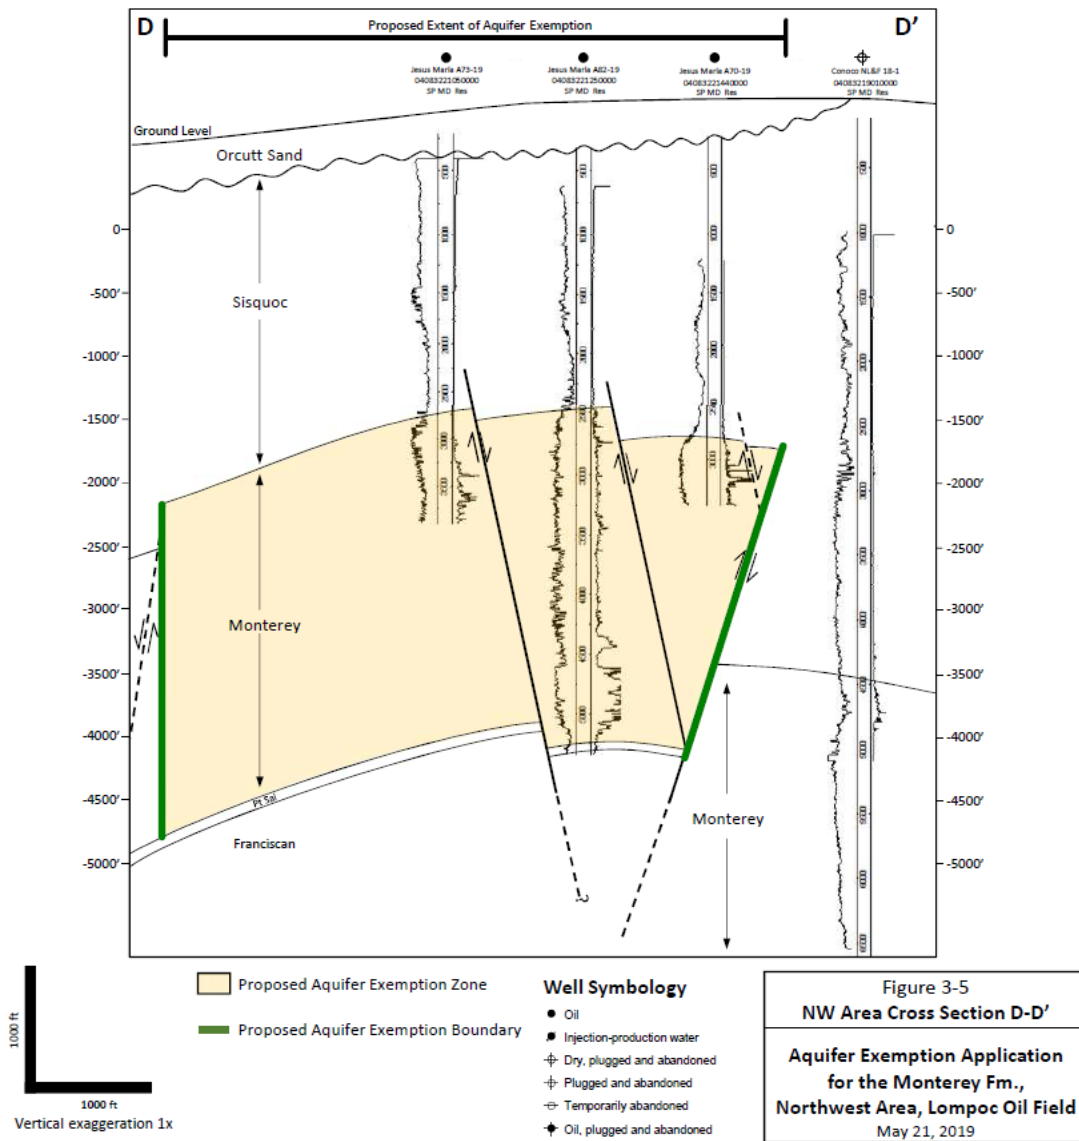 D
Proposed Extent of Aquifer Exemption
D'
Jesus Maria A73-19
04083221050000
SP MD Res
Jesus Maria A82-19
04083221250000
SP MD Res
Jesus Maria A70-19
04083221440000
SP MD Res
Conoco NL&F 18-1
04083219010000
SP MD Res
Ground Level
Orcutt Sand
Sisquoc
Monterey
Pt Sal
Franciscan
Monterey
?
0
-500'
-1000'
-1500'
-2000'
-2500'
-3000'
-3500'
-4000'
-4500'
-5000'
0
-500'
-1000'
-1500'
-2000'
-2500'
-3000'
-3500'
-4000'
-4500'
-5000'
1000 ft
1000 ft
Vertical exaggeration 1x
Proposed Aquifer Exemption Zone
Proposed Aquifer Exemption Boundary
Well Symbology
Oil
Injection-production water
Dry, plugged and abandoned
Plugged and abandoned
Temporarily abandoned
Oil, plugged and abandoned
Figure 3-5
NW Area Cross Section D-D'
Aquifer Exemption Application
for the Monterey Fm.,
Northwest Area, Lompoc Oil Field
May 21, 2019